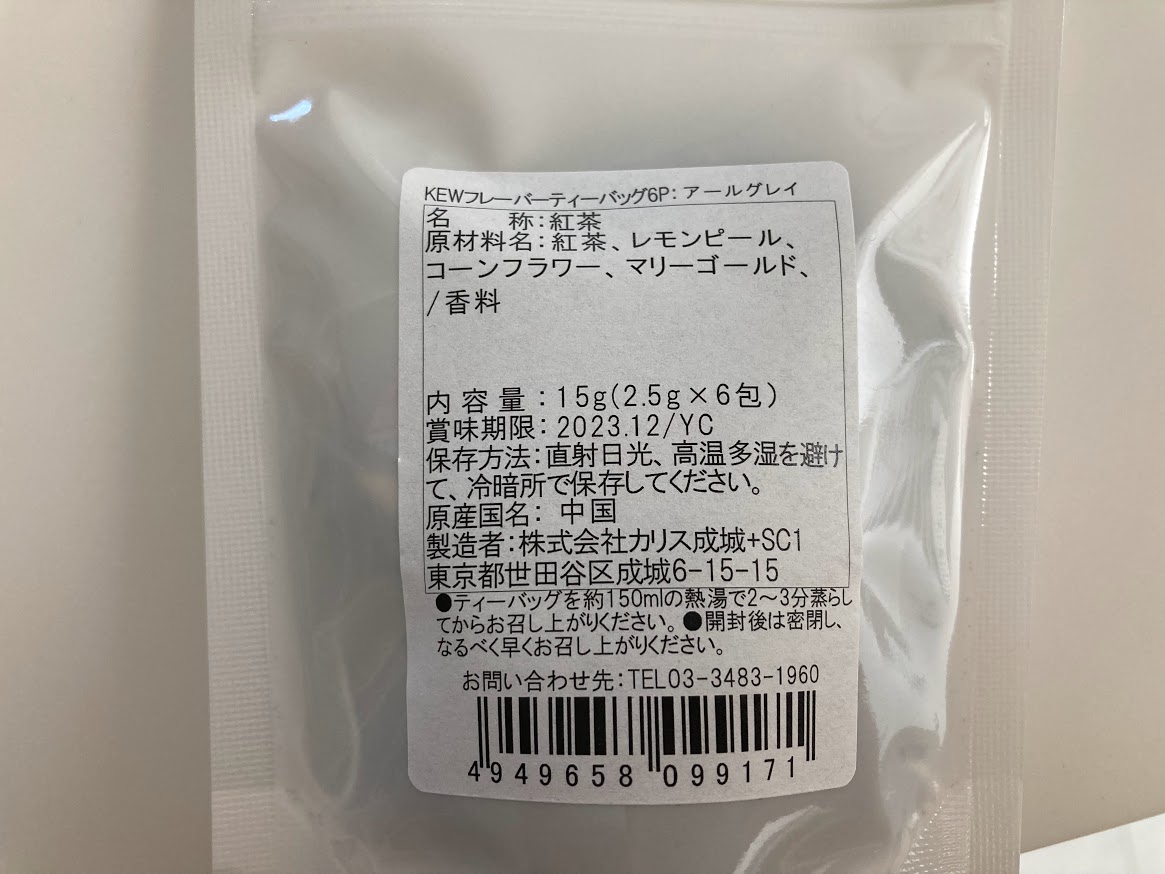 KEWフレーバーティーバッグ6P: アールグレイ
名　　称:紅茶
原材料名:紅茶、レモンピール、
コーンフラワー、マリーゴールド、
/香料
内容量:15g(2.5g×6包)
賞味期限:2023.12/YC
保存方法:直射日光、高温多湿を避け
て、冷暗所で保存してください。
原産国名: 中国
製造者:株式会社カリス成城+SC1
東京都世田谷区成城6-15-15
●ティーバッグを約150mlの熱湯で2〜3分蒸らし
てからお召し上がりください。●開封後は密閉し、
なるべく早くお召し上がりください。
お問い合わせ先:TEL03-3483-1960
4949658099171